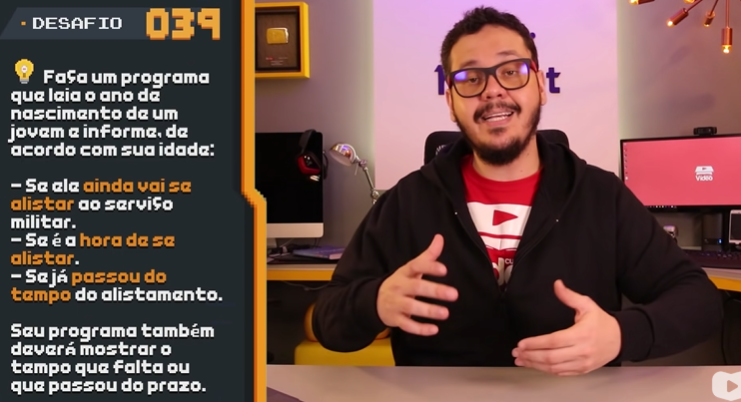 DESAFIO 039
Faça um programa
que leia o ano de
nascimento de um
jovem e informe, de
acordo com sua idade:
- Se ele ainda vai se
alistar ao serviço
militar.
- Se é a hora de se
alistar.
- Se já passou do
tempo do alistamento.
Seu programa também
deverá mostrar o
tempo que falta ou
que passou do prazo.
Video